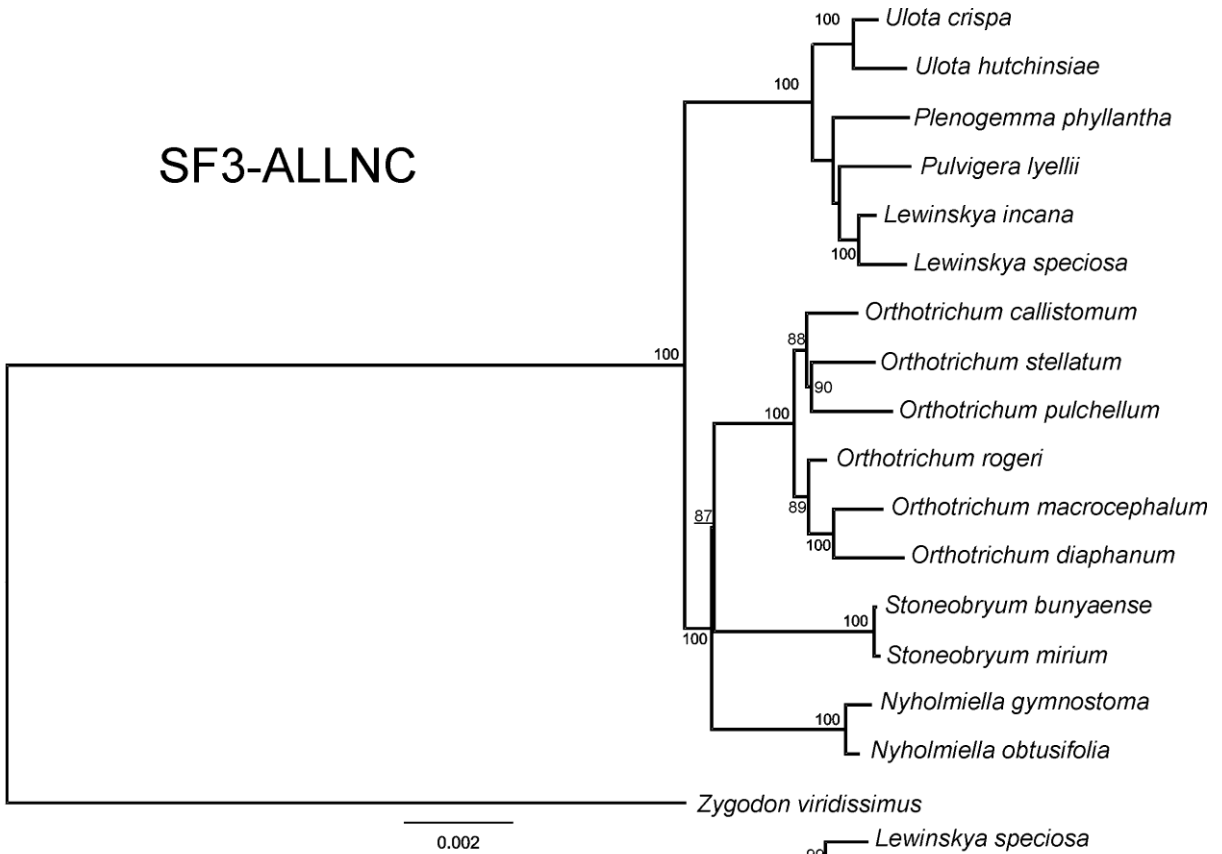 100 Ulota crispa
Ulota hutchinsiae
100
Plenogemma phyllantha
SF3-ALLNC
Pulvigera lyellii
Lewinskya incana
100
Lewinskya speciosa
Orthotrichum callistomum
88
100
Orthotrichum stellatum
90
Orthotrichum pulchellum
100
Orthotrichum rogeri
89
Orthotrichum macrocephalum
87
100
Orthotrichum diaphanum
Stoneobryum bunyaense
100
100
Stoneobryum mirium
Nyholmiella gymnostoma
100
Nyholmiella obtusifolia
Zygodon viridissimus
0.002
Lewinskya speciosa